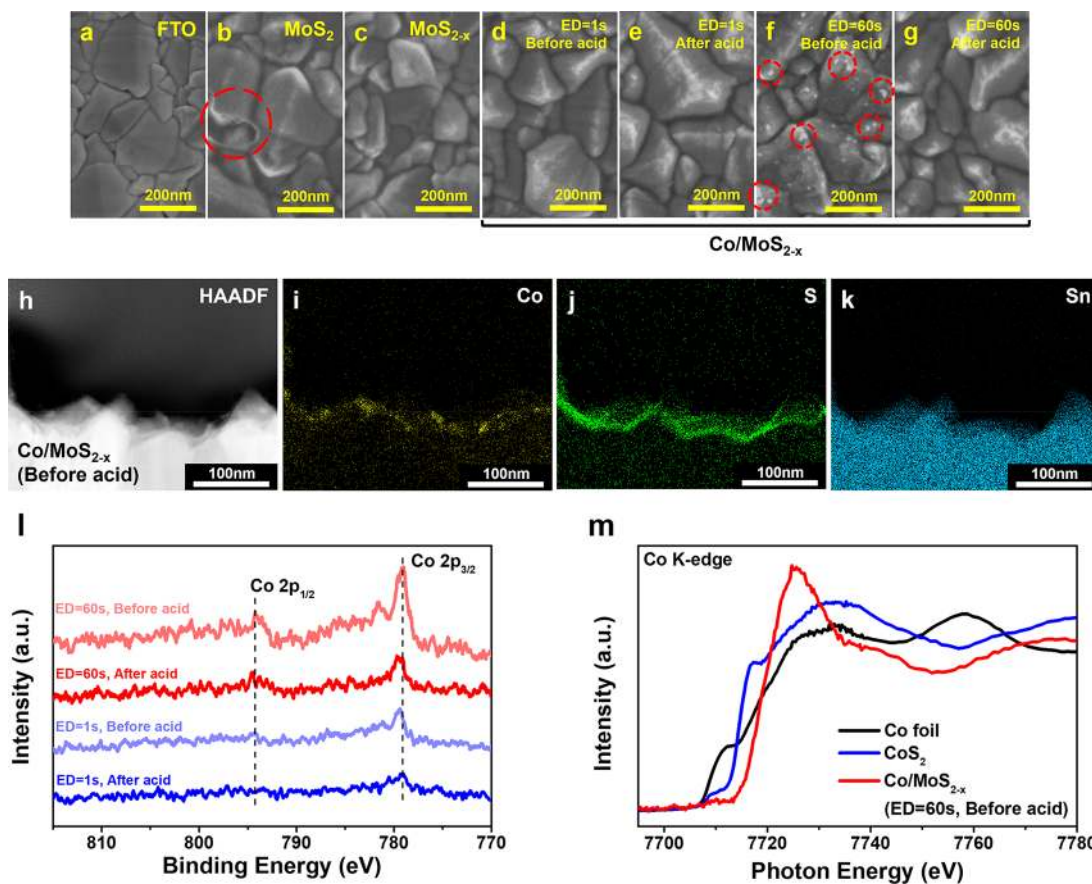 a FTO
b MoS₂
c MoS₂₋ₓ
d ED=1s
Before acid
e ED=1s
After acid
f ED=60s
Before acid
g ED=60s
After acid
200nm 200nm 200nm 200nm 200nm 200nm 200nm
Co/MoS₂₋ₓ
h HAADF
Co/MoS₂₋ₓ
(Before acid)
100nm
i Co
100nm
j S
100nm
k Sn
100nm
l
Co 2p₃/₂
Co 2p₁/₂
ED=60s, Before acid
ED=60s, After acid
ED=1s, Before acid
ED=1s, After acid
Intensity (a.u.)
810 800 790 780 770
Binding Energy (eV)
m
Co K-edge
Co foil
CoS₂
Co/MoS₂₋ₓ
(ED=60s, Before acid)
Intensity (a.u.)
7700 7720 7740 7760 7780
Photon Energy (eV)